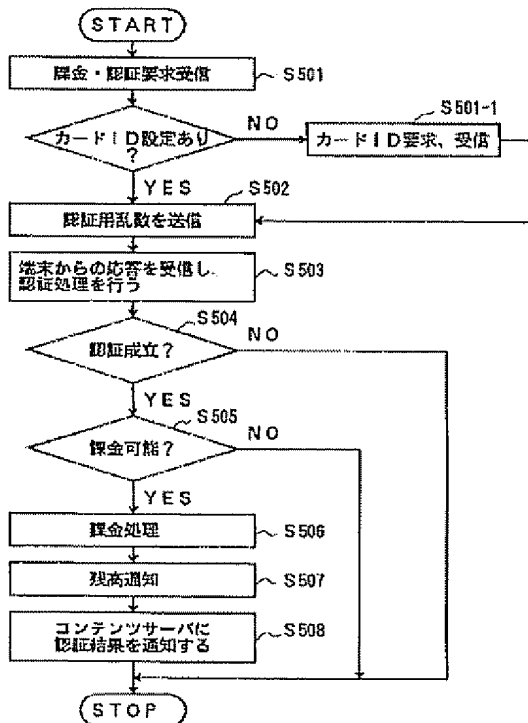 START
課金・認証要求受信
S501
カードID設定あり
?
NO
S501-1
カードID要求、受信
YES
S502
認証用乱数を送信
端末からの応答を受信し、
認証処理を行う
S503
S504
認証成立?
NO
YES
S505
課金可能?
NO
YES
課金処理
S506
残高通知
S507
コンテンツサーバに
認証結果を通知する
S508
STOP